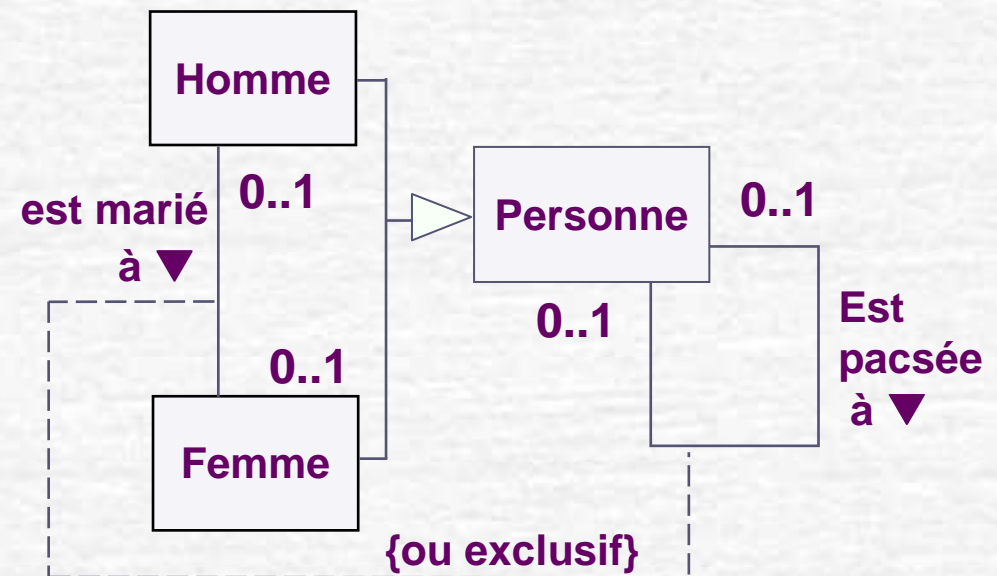 Homme
est marié
à ▼
0..1
0..1
Femme
Personne
0..1
0..1
Est
pacsée
à ▼
{ou exclusif}